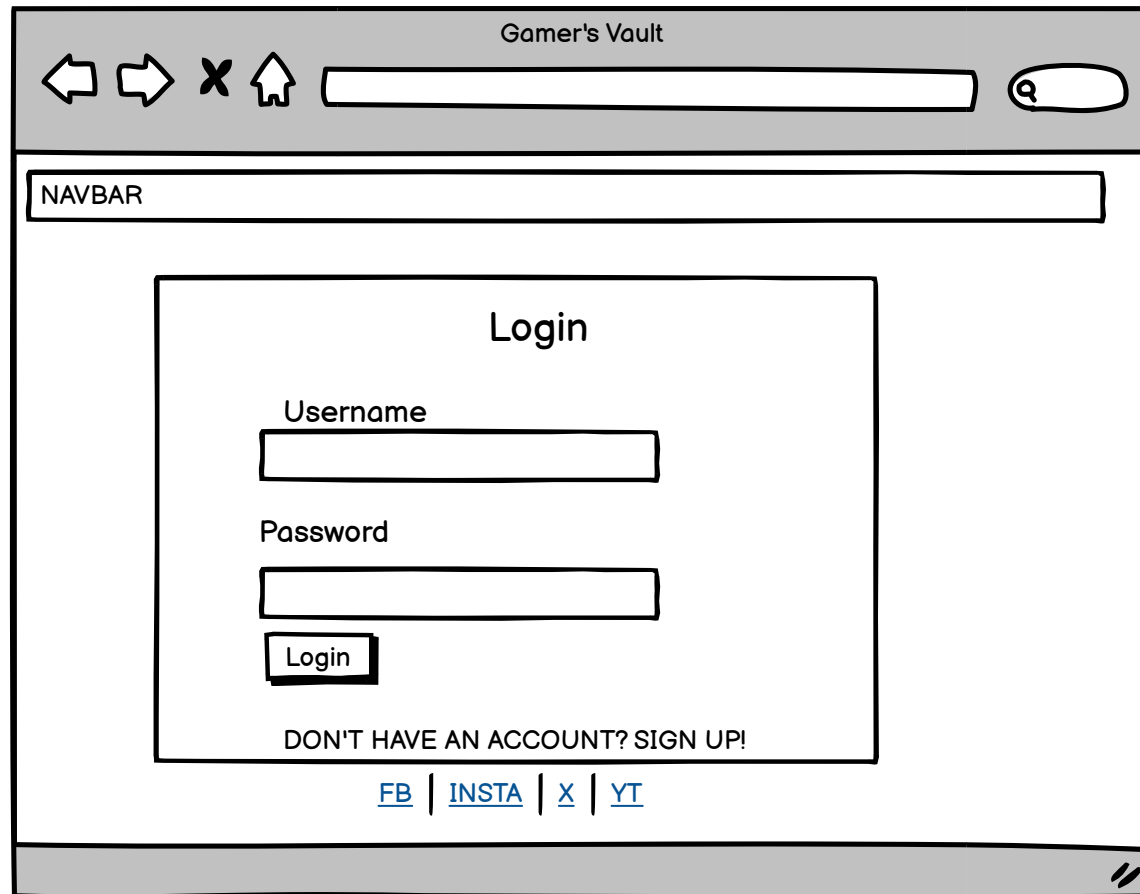 Gamer's Vault
NAVBAR
Login
Username
Password
Login
DON'T HAVE AN ACCOUNT? SIGN UP!
FB INSTA X YT